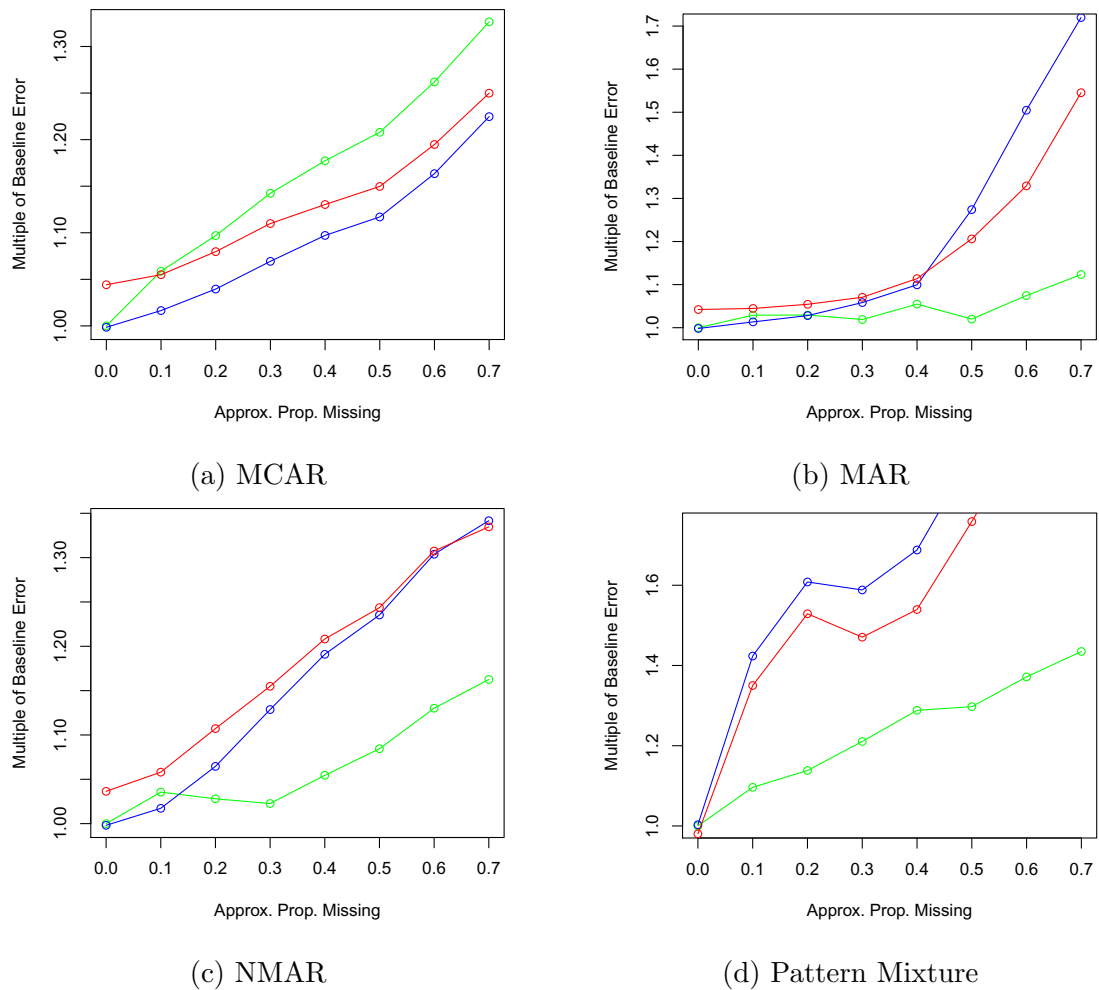 Multiple of Baseline Error
1.00 1.10 1.20 1.30
0.0 0.1 0.2 0.3 0.4 0.5 0.6 0.7
Approx. Prop. Missing
(a) MCAR
Multiple of Baseline Error
1.0 1.1 1.2 1.3 1.4 1.5 1.6 1.7
0.0 0.1 0.2 0.3 0.4 0.5 0.6 0.7
Approx. Prop. Missing
(b) MAR
Multiple of Baseline Error
1.00 1.10 1.20 1.30
0.0 0.1 0.2 0.3 0.4 0.5 0.6 0.7
Approx. Prop. Missing
(c) NMAR
Multiple of Baseline Error
1.0 1.2 1.4 1.6
0.0 0.1 0.2 0.3 0.4 0.5 0.6 0.7
Approx. Prop. Missing
(d) Pattern Mixture